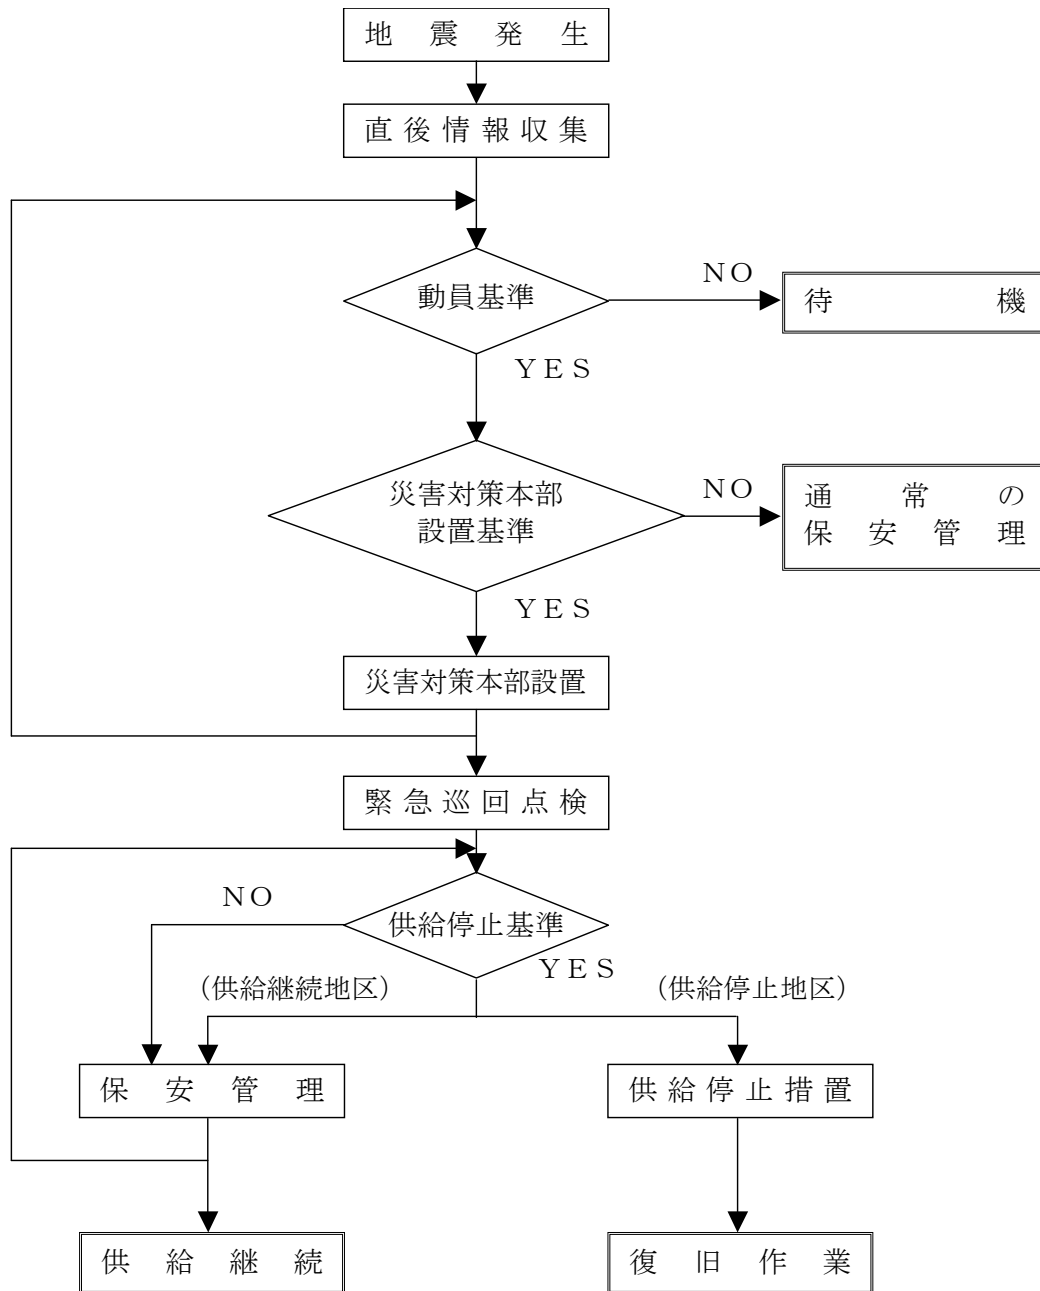 地震発生
直後情報収集
動員基準
NO
待機
YES
災害対策本部
設置基準
NO
通常の
保安管理
YES
災害対策本部設置
緊急巡回点検
NO
供給停止基準
YES
（供給継続地区）
（供給停止地区）
保安管理
供給停止措置
供給継続
復旧作業